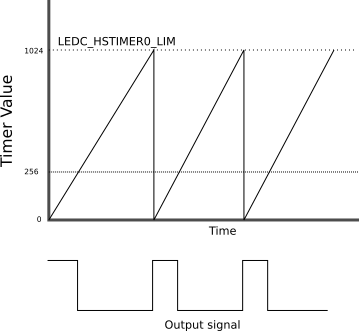 LEDC_HSTIMER0_LIM
1024
Timer Value
256
0
Time
Output signal